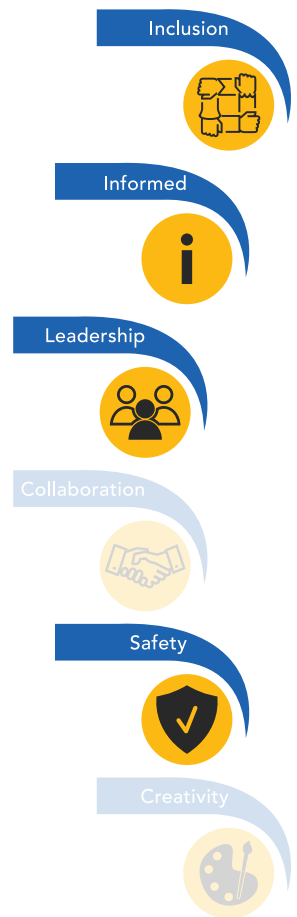 Inclusion
Informed
Leadership
Collaboration
Safety
Creativity